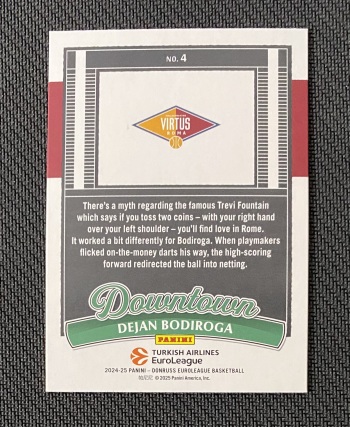 NO. 4
VIRTUS
ROMA
There's a myth regarding the famous Trevi Fountain
which says if you toss two coins – with your right hand
over your left shoulder – you'll find love in Rome.
It worked a bit differently for Bodiroga. When playmakers
flicked on-the-money darts his way, the high-scoring
forward redirected the ball into netting.
Downtown
DEJAN BODIROGA
PANINI
TURKISH AIRLINES
EuroLeague
2024-25 PANINI – DONRUSS EUROLEAGUE BASKETBALL
© 2025 Panini America, Inc.